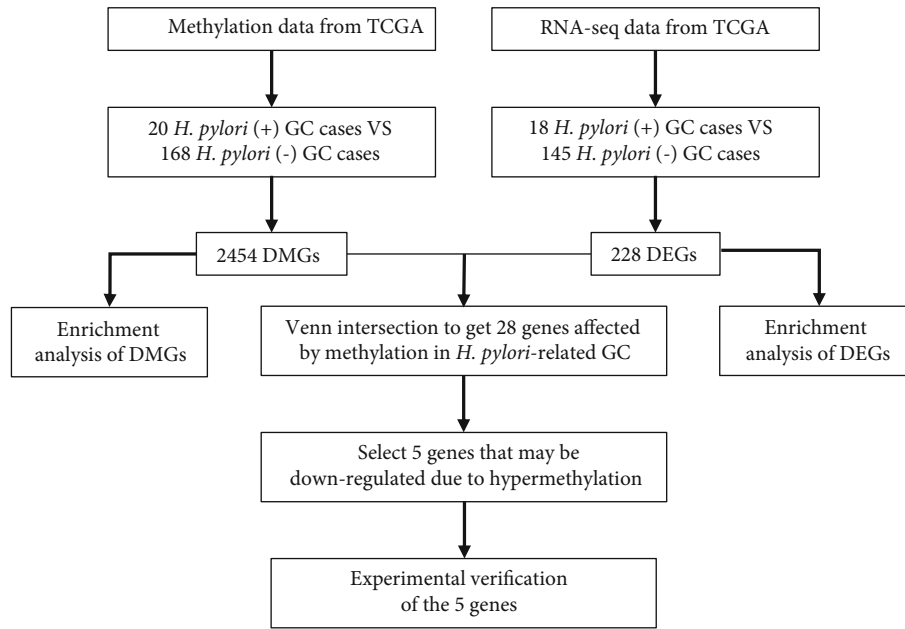 Methylation data from TCGA
RNA-seq data from TCGA
20 H. pylori (+) GC cases VS
168 H. pylori (-) GC cases
18 H. pylori (+) GC cases VS
145 H. pylori (-) GC cases
2454 DMGs
228 DEGs
Enrichment
analysis of DMGs
Venn intersection to get 28 genes affected
by methylation in H. pylori-related GC
Enrichment
analysis of DEGs
Select 5 genes that may be
down-regulated due to hypermethylation
Experimental verification
of the 5 genes